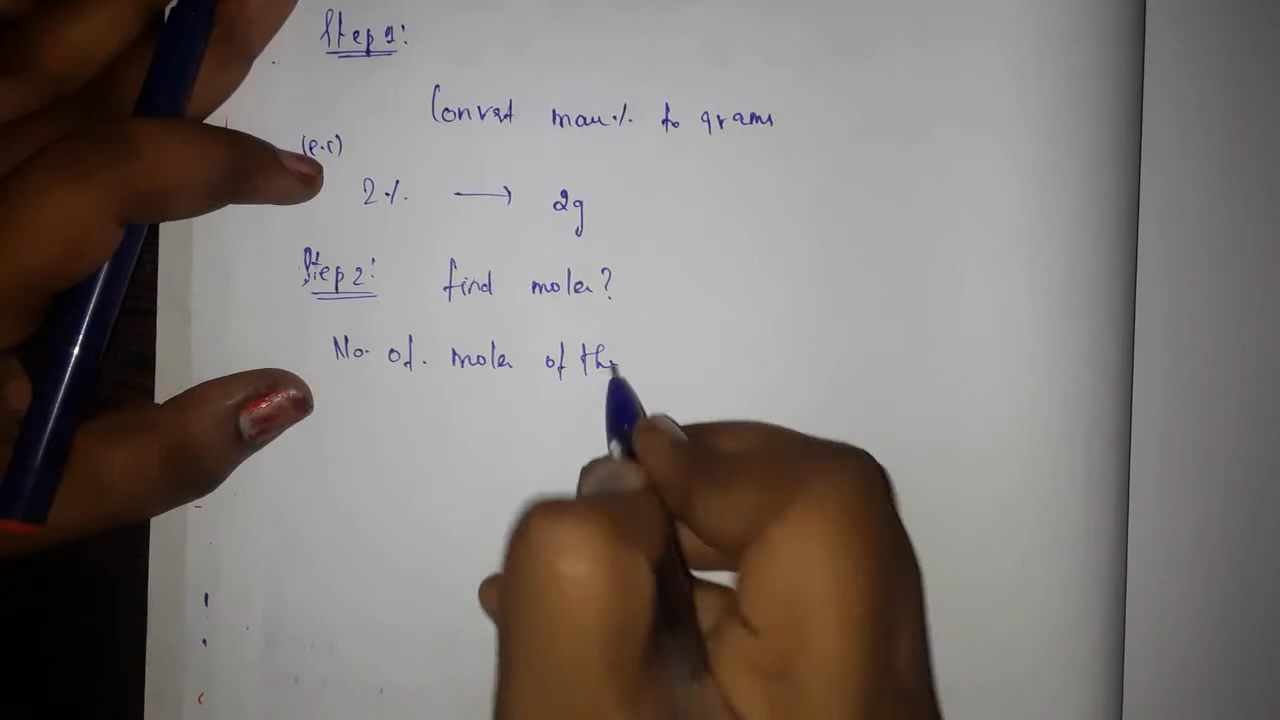 Step 1:
Convert mass % to grams
(e.g)
2% → 2g
Step 2: find moles?
No. of. moles of the